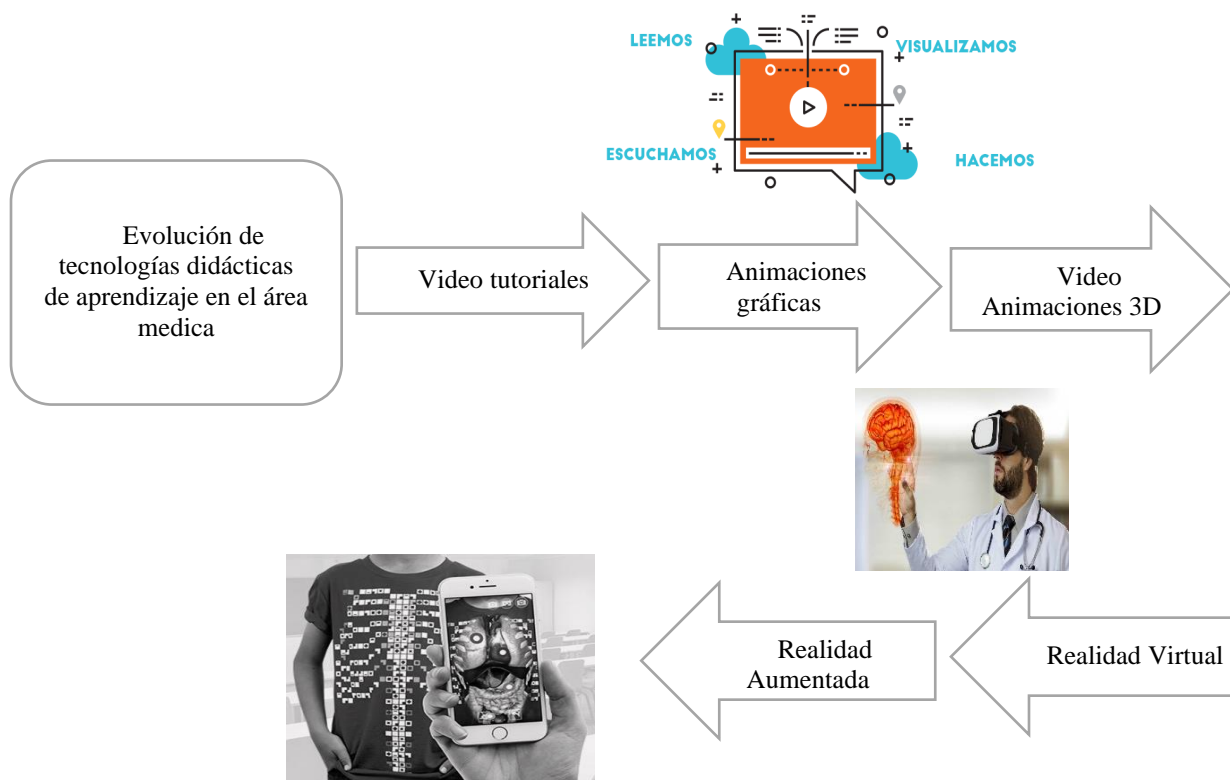 LEEMOS
VISUALIZAMOS
ESCUCHAMOS
HACEMOS
Evolución de
tecnologías didácticas
de aprendizaje en el área
medica
Video tutoriales
Animaciones
gráficas
Video
Animaciones 3D
Realidad Virtual
Realidad
Aumentada